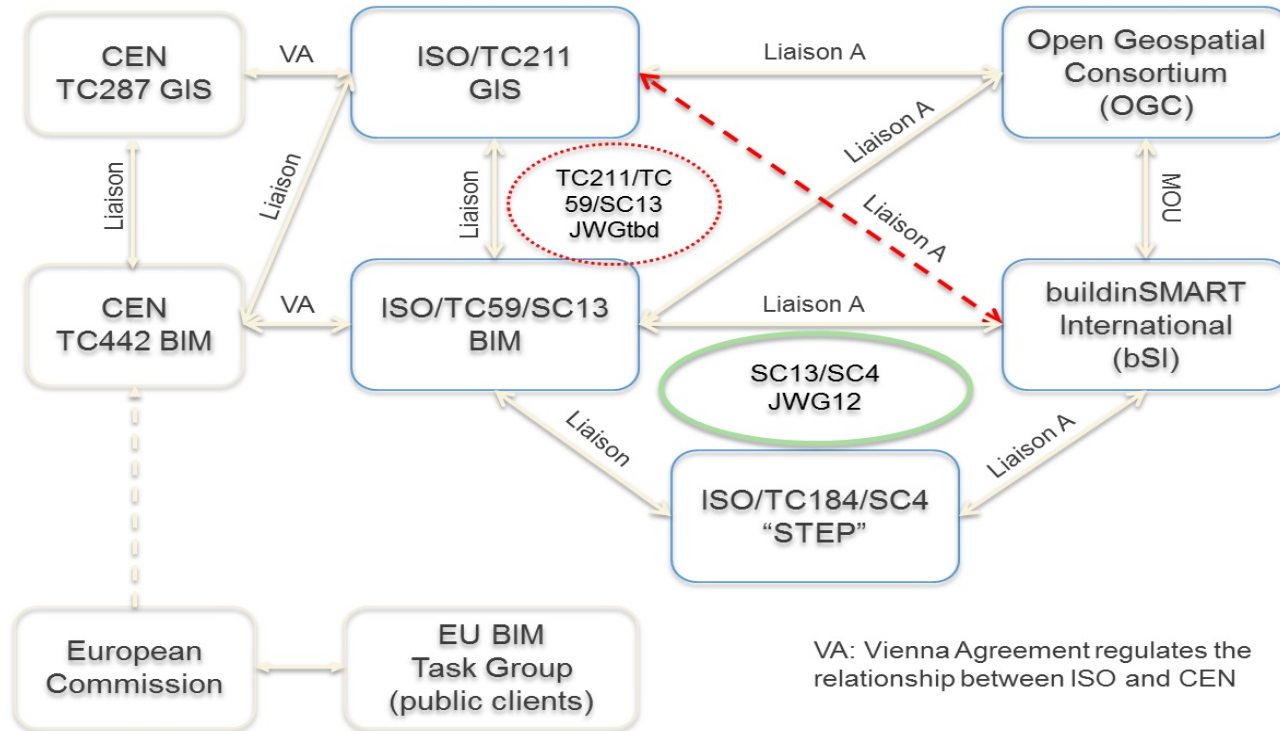 CEN
TC287 GIS
VA
ISO/TC211
GIS
Liaison A
Open Geospatial
Consortium
(OGC)
Liaison
Liaison
Liaison
TC211/TC
59/SC13
JWGtbd
Liaison A
Liaison A
MOU
CEN
TC442 BIM
VA
ISO/TC59/SC13
BIM
Liaison A
buildinSMART
International
(bSI)
SC13/SC4
JWG12
Liaison
Liaison A
ISO/TC184/SC4
“STEP”
European
Commission
EU BIM
Task Group
(public clients)
VA: Vienna Agreement regulates the
relationship between ISO and CEN